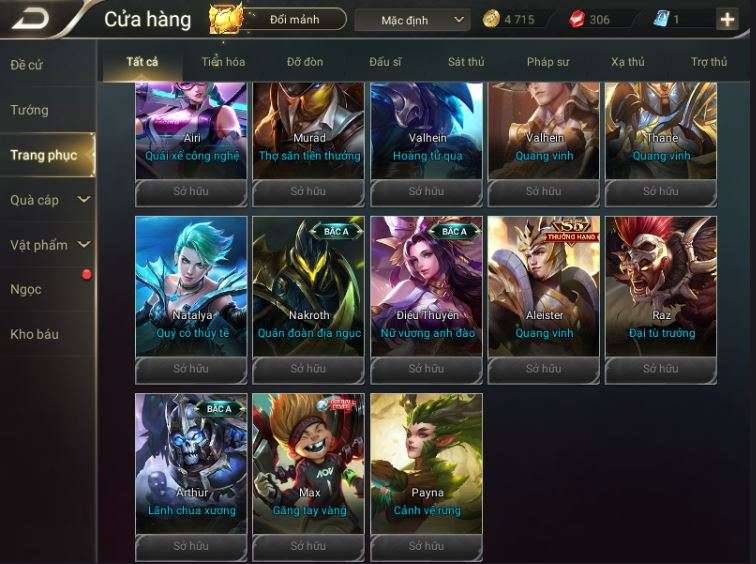 Cửa hàng
Đổi mảnh
Mặc định
4 715
306
1
Đề cử
Tướng
Trang phục
Quà cáp
Vật phẩm
Ngọc
Kho báu
Tất cả
Tiến hóa
Đỡ đòn
Đấu sĩ
Sát thủ
Pháp sư
Xạ thủ
Trợ thủ
Airi
Quái xế công nghệ
Sở hữu
Murad
Thợ săn tiền thưởng
Sở hữu
Valhein
Hoàng tử quạ
Sở hữu
Valhein
Quang vinh
Sở hữu
Thane
Quang vinh
Sở hữu
Natalya
Quý cô thủy tề
Sở hữu
BẬC A
Nakroth
Quân đoàn địa ngục
Sở hữu
BẬC A
Điêu Thuyền
Nữ vương anh đào
Sở hữu
THƯỞNG HẠNG
Aleister
Quang vinh
Sở hữu
Raz
Đại tù trưởng
Sở hữu
BẬC A
Arthur
Lãnh chúa xương
Sở hữu
AOV
Max
Găng tay vàng
Sở hữu
Payna
Cảnh vệ rừng
Sở hữu